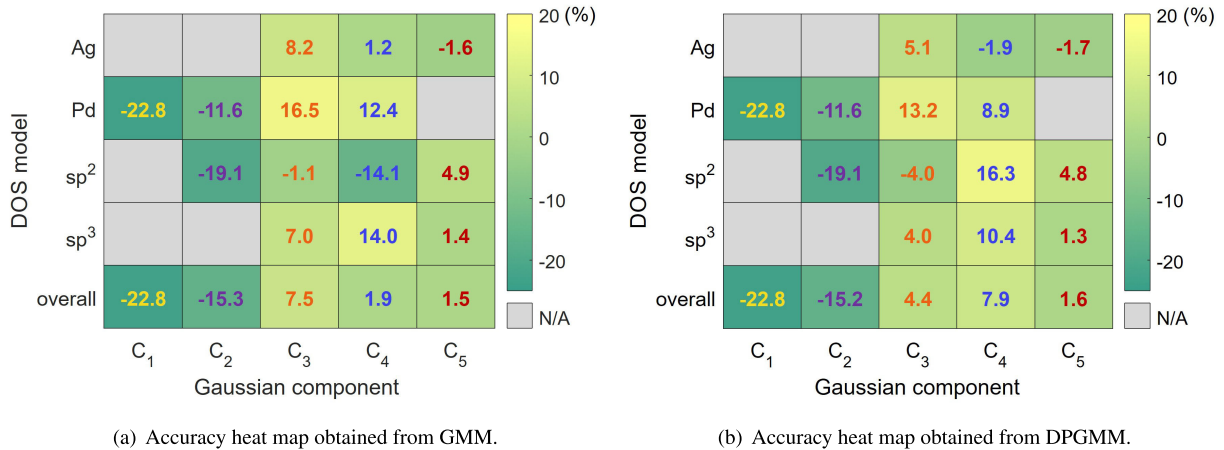 20 (%)
Ag 8.2 1.2 -1.6
10
Pd -22.8 -11.6 16.5 12.4
0
sp² -19.1 -1.1 -14.1 4.9
-10
sp³ 7.0 14.0 1.4
-20
overall -22.8 -15.3 7.5 1.9 1.5
N/A
DOS model
C₁ C₂ C₃ C₄ C₅
Gaussian component
(a) Accuracy heat map obtained from GMM.
20 (%)
Ag 5.1 -1.9 -1.7
10
Pd -22.8 -11.6 13.2 8.9
0
sp² -19.1 -4.0 16.3 4.8
-10
sp³ 4.0 10.4 1.3
-20
overall -22.8 -15.2 4.4 7.9 1.6
N/A
DOS model
C₁ C₂ C₃ C₄ C₅
Gaussian component
(b) Accuracy heat map obtained from DPGMM.